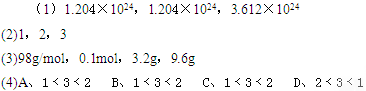 (1) 1.204×10²⁴，1.204×10²⁴，3.612×10²⁴
(2)1，2，3
(3)98g/mol，0.1mol，3.2g，9.6g
(4)A、1<3<2 B、1<3<2 C、1<3<2 D、2<3<1